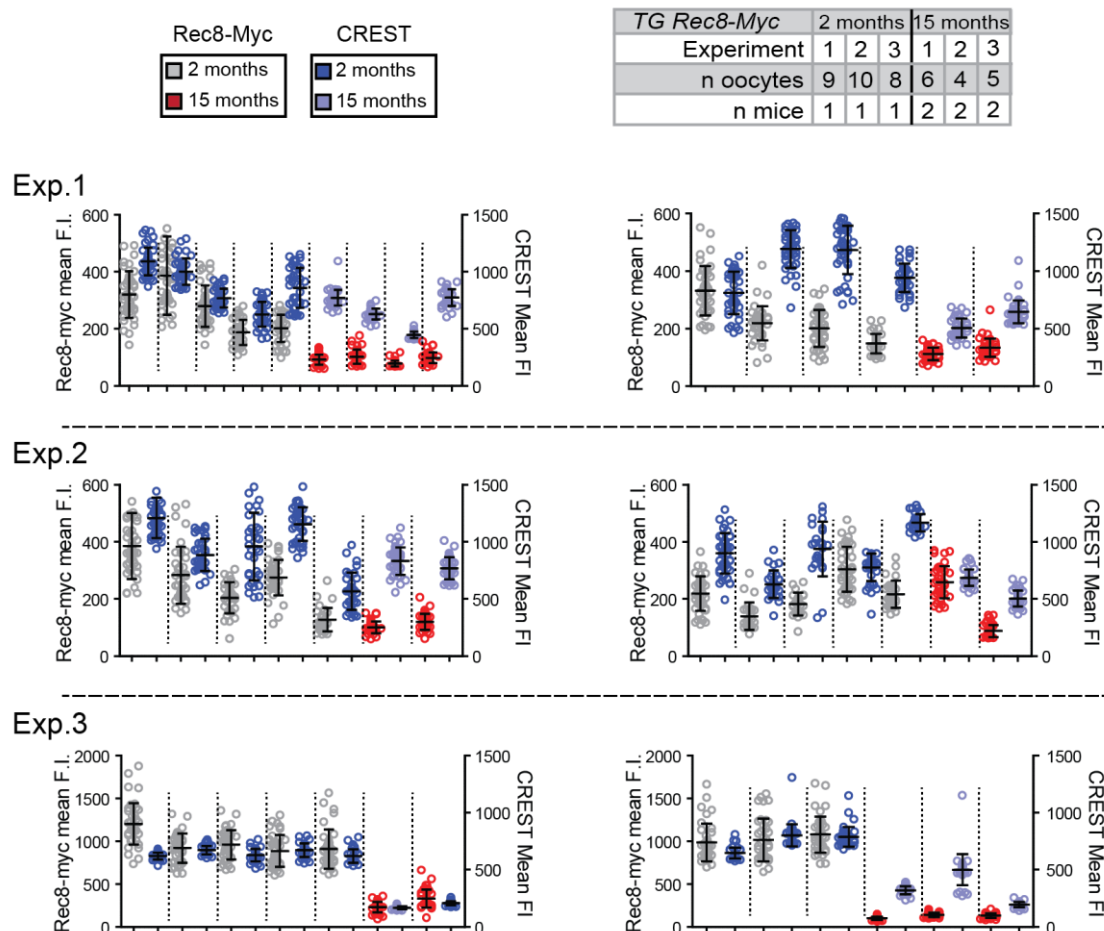 Rec8-Myc CREST
2 months 2 months
15 months 15 months
TG Rec8-Myc 2 months 15 months
Experiment 1 2 3 1 2 3
n oocytes 9 10 8 6 4 5
n mice 1 1 1 2 2 2
Exp.1
Rec8-myc mean F.I.
600
400
200
0
1500
1000
500
0
CREST Mean FI
Rec8-myc mean F.I.
600
400
200
0
1500
1000
500
0
CREST Mean FI
Exp.2
Rec8-myc mean F.I.
600
400
200
0
1500
1000
500
0
CREST Mean FI
Rec8-myc mean F.I.
600
400
200
0
1500
1000
500
0
CREST Mean FI
Exp.3
Rec8-myc mean F.I.
2000
1500
1000
500
0
1500
1000
500
0
CREST Mean FI
Rec8-myc mean F.I.
2000
1500
1000
500
0
1500
1000
500
0
CREST Mean FI